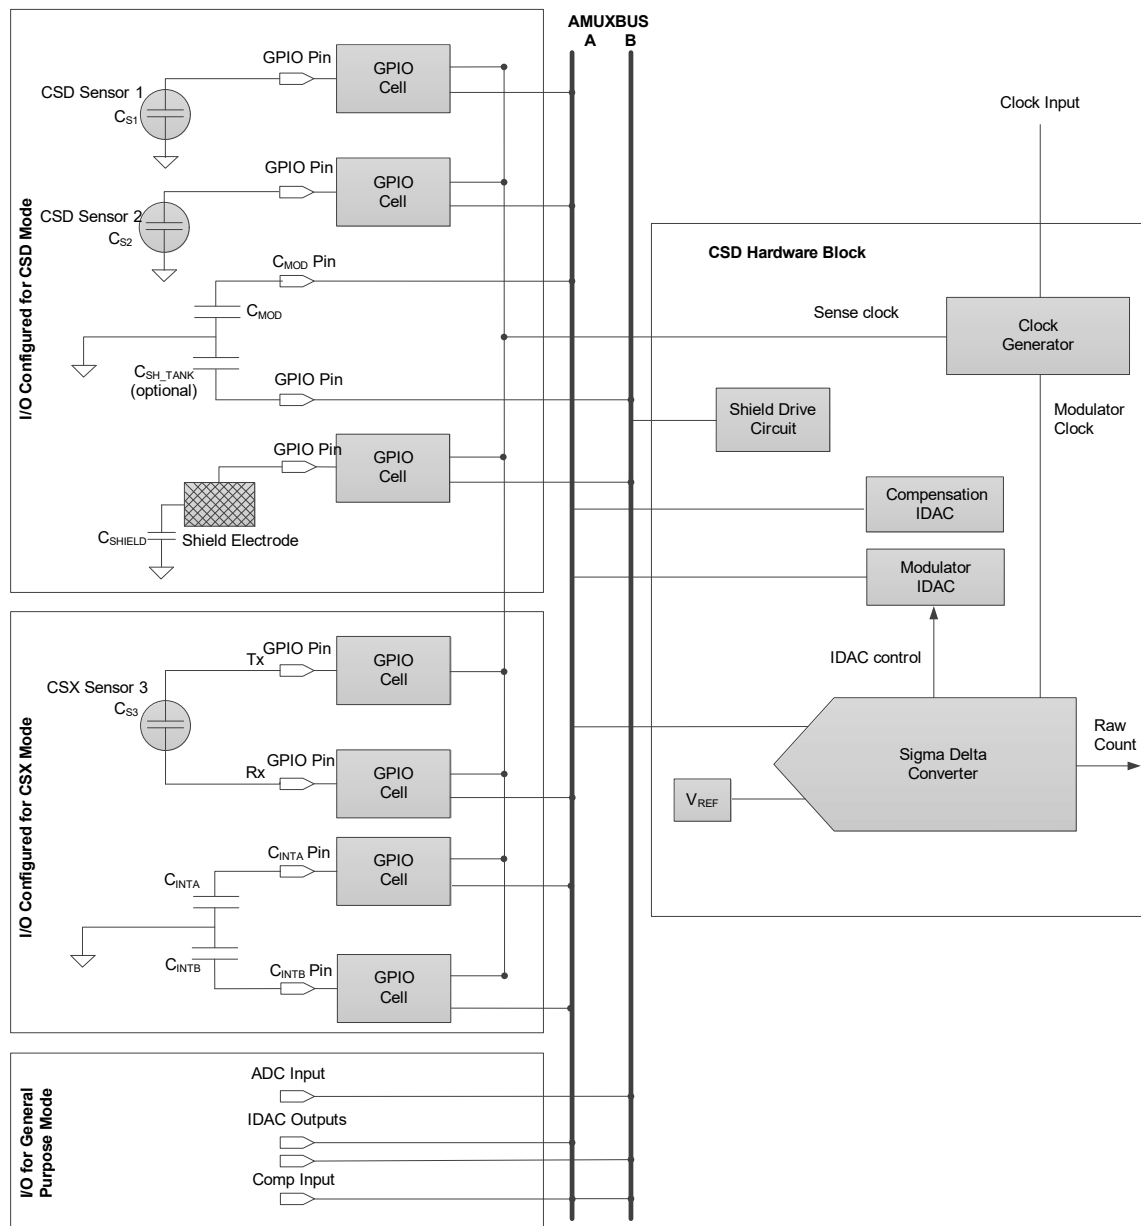 AMUXBUS
A B
I/O Configured for CSD Mode
GPIO Pin
GPIO
Cell
CSD Sensor 1
CS1
GPIO Pin
GPIO
Cell
CSD Sensor 2
CS2
CMOD Pin
CMOD
CSH_TANK
(optional)
GPIO Pin
GPIO Pin
GPIO
Cell
CSHIELD
Shield Electrode
I/O Configured for CSX Mode
GPIO Pin
Tx
GPIO
Cell
CSX Sensor 3
CS3
GPIO Pin
Rx
GPIO
Cell
CINTA Pin
GPIO
Cell
CINTA
CINTB
CINTB Pin
GPIO
Cell
I/O for General
Purpose Mode
ADC Input
IDAC Outputs
Comp Input
Clock Input
CSD Hardware Block
Sense clock
Clock
Generator
Shield Drive
Circuit
Modulator
Clock
Compensation
IDAC
Modulator
IDAC
IDAC control
Sigma Delta
Converter
Raw
Count
VREF